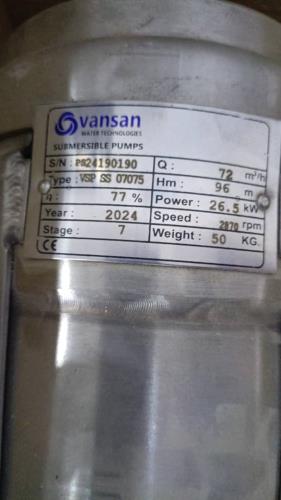 vansan
WATER TECHNOLOGIES
SUBMERSIBLE PUMPS
S/N : PS24190190 Q : 72 m³/h
Type : VSP SS 07075 Hm : 96 m
η : 77 % Power : 26.5 kW
Year : 2024 Speed : 2870 rpm
Stage : 7 Weight : 50 KG.
CE